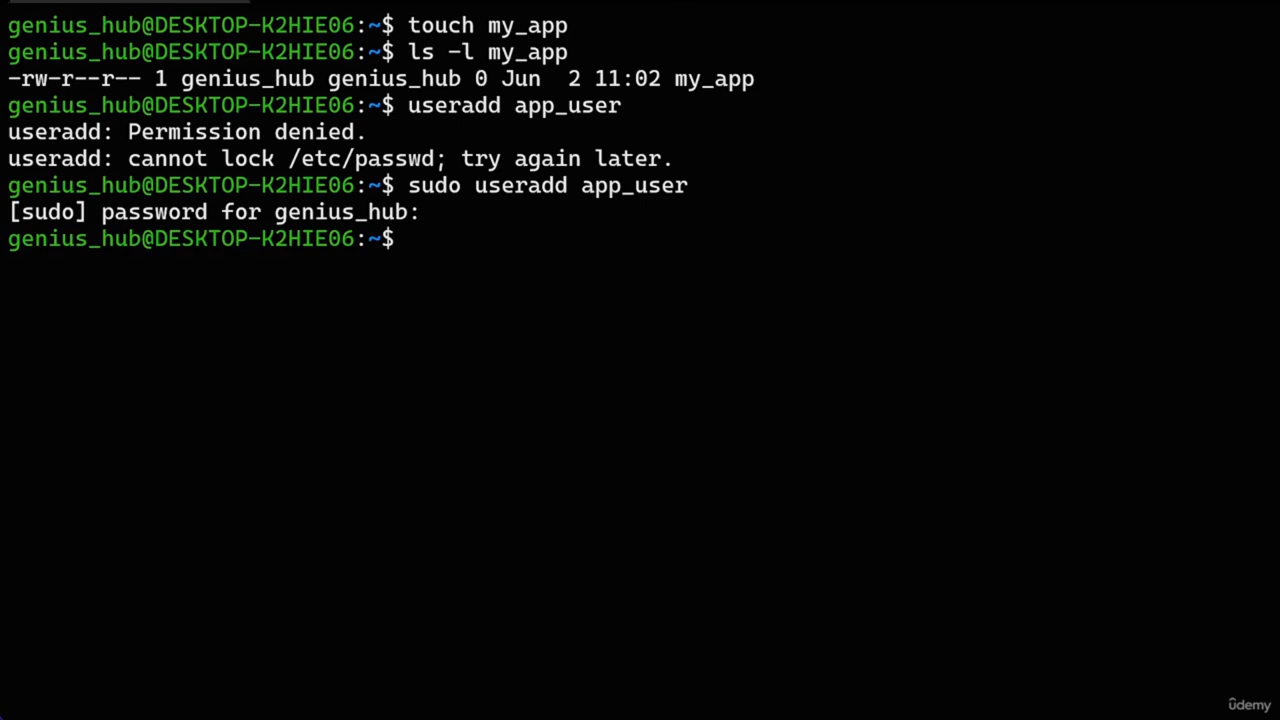 genius_hub@DESKTOP-K2HIE06:~$ touch my_app
genius_hub@DESKTOP-K2HIE06:~$ ls -l my_app
-rw-r--r-- 1 genius_hub genius_hub 0 Jun  2 11:02 my_app
genius_hub@DESKTOP-K2HIE06:~$ useradd app_user
useradd: Permission denied.
useradd: cannot lock /etc/passwd; try again later.
genius_hub@DESKTOP-K2HIE06:~$ sudo useradd app_user
[sudo] password for genius_hub:
genius_hub@DESKTOP-K2HIE06:~$
ûdemy